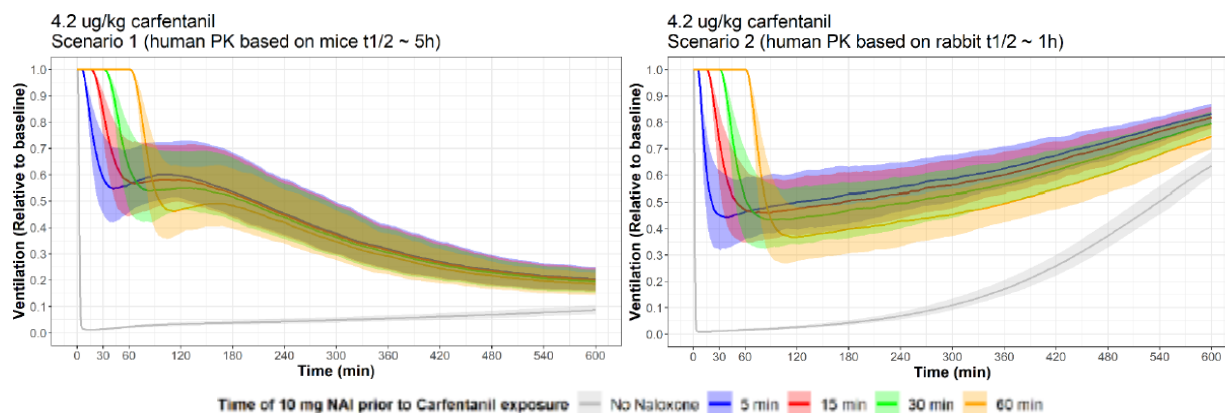 4.2 ug/kg carfentanil
Scenario 1 (human PK based on mice t1/2 ~ 5h)
Ventilation (Relative to baseline)
1.0
0.9
0.8
0.7
0.6
0.5
0.4
0.3
0.2
0.1
0.0
0 30 60 120 180 240 300 360 420 480 540 600
Time (min)
4.2 ug/kg carfentanil
Scenario 2 (human PK based on rabbit t1/2 ~ 1h)
Ventilation (Relative to baseline)
1.0
0.9
0.8
0.7
0.6
0.5
0.4
0.3
0.2
0.1
0.0
0 30 60 120 180 240 300 360 420 480 540 600
Time (min)
Time of 10 mg NAI prior to Carfentanil exposure No Naloxone 5 min 15 min 30 min 60 min